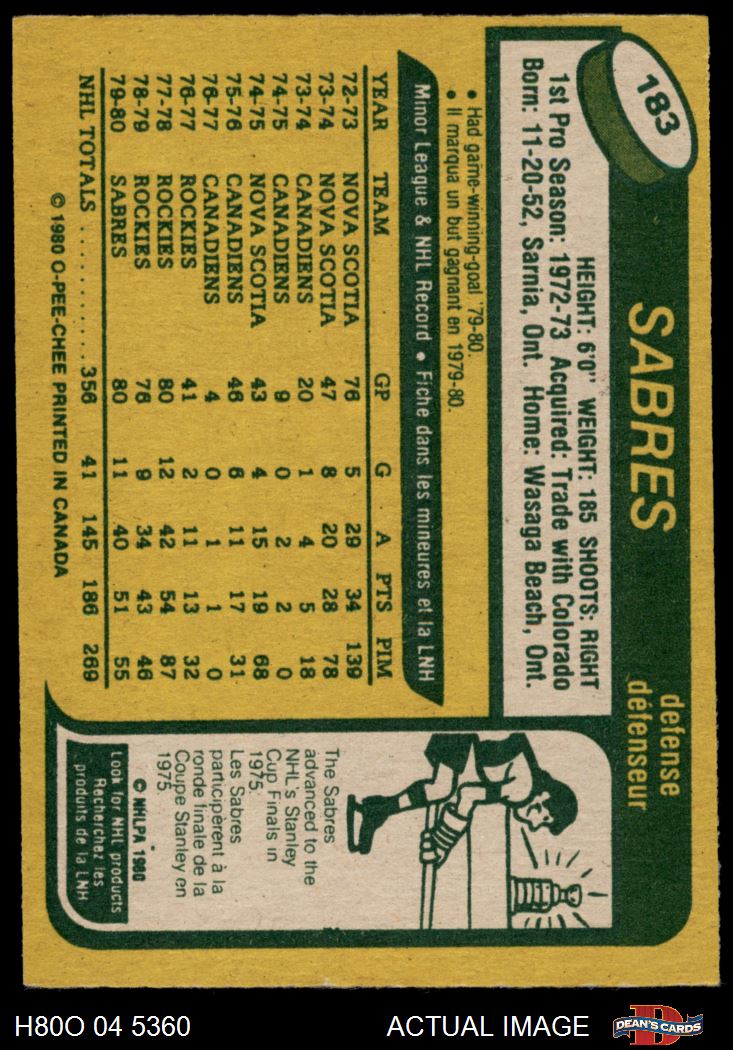 183
SABRES
defense
défenseur
HEIGHT: 6'0" WEIGHT: 185 SHOOTS: RIGHT
1st Pro Season: 1972-73 Acquired: Trade with Colorado
Born: 11-20-52, Sarnia, Ont. Home: Wasaga Beach, Ont.
• Had game-winning-goal '79-80.
• Il marqua un but gagnant en 1979-80.
Minor League & NHL Record • Fiche dans les mineures et la LNH
YEAR TEAM GP G A PTS PIM
72-73 NOVA SCOTIA 76 5 29 34 139
73-74 NOVA SCOTIA 47 8 20 28 78
73-74 CANADIENS 20 1 4 5 18
74-75 CANADIENS 9 0 2 2 0
74-75 NOVA SCOTIA 43 4 15 19 68
75-76 CANADIENS 46 6 11 17 31
76-77 CANADIENS 4 0 1 1 0
76-77 ROCKIES 41 2 11 13 32
77-78 ROCKIES 80 12 42 54 87
78-79 ROCKIES 76 9 34 43 46
79-80 SABRES 80 11 40 51 55
NHL TOTALS ..........356 41 145 186 269
© 1980 O-PEE-CHEE PRINTED IN CANADA
The Sabres
advanced to the
NHL's Stanley
Cup Finals in
1975.
Les Sabres
participèrent à la
ronde finale de la
Coupe Stanley en
1975.
© NHLPA 1980
Look for NHL products
Recherchez les
produits de la LNH
H80O 04 5360
ACTUAL IMAGE
D
DEAN'S CARDS